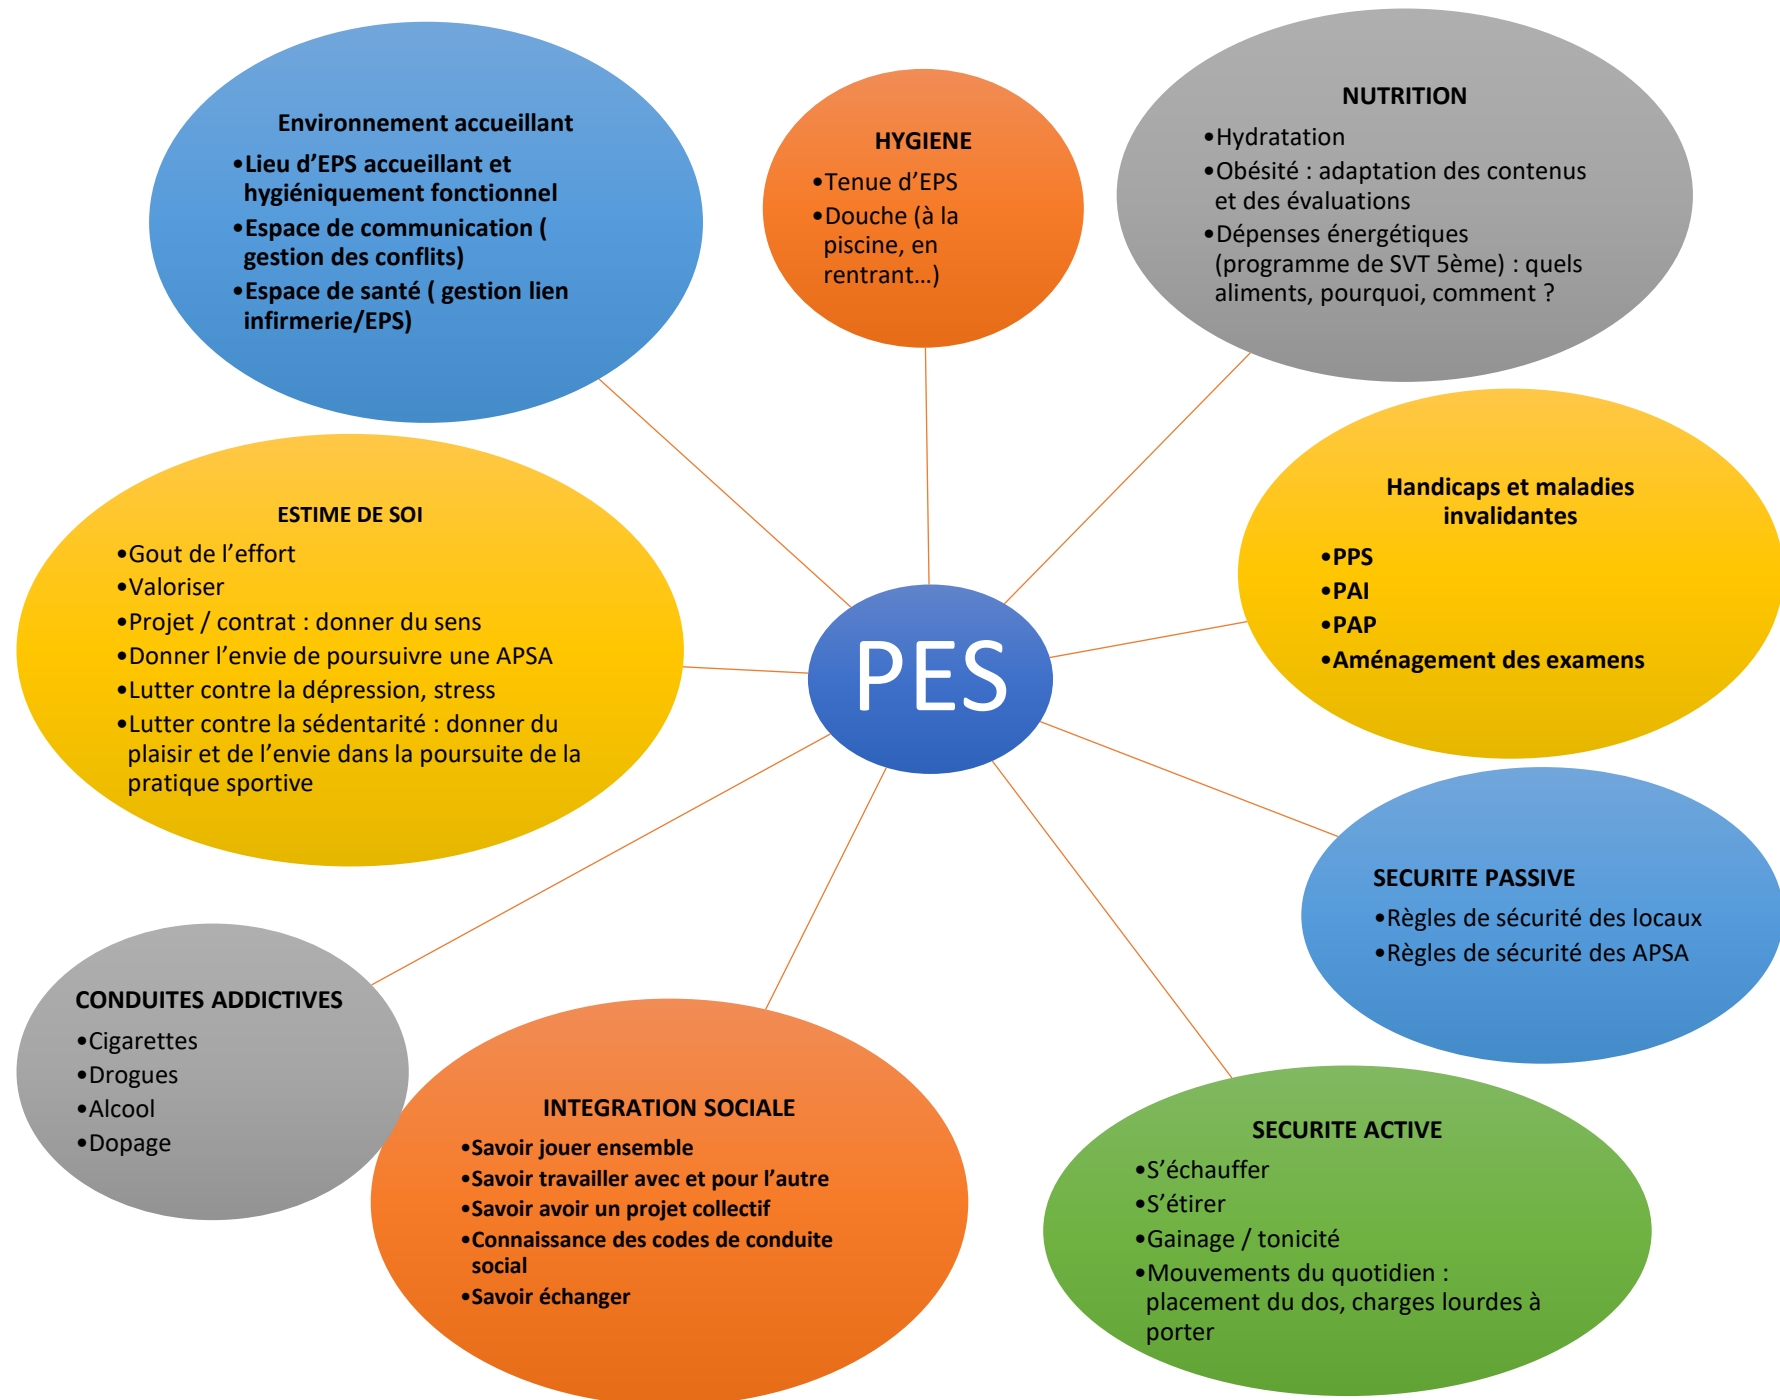 Environnement accueillant
•Lieu d’EPS accueillant et
hygiéniquement fonctionnel
•Espace de communication (
gestion des conflits)
•Espace de santé ( gestion lien
infirmerie/EPS)
HYGIENE
•Tenue d’EPS
•Douche (à la
piscine, en
rentrant…)
NUTRITION
•Hydratation
•Obésité : adaptation des contenus
et des évaluations
•Dépenses énergétiques
(programme de SVT 5ème) : quels
aliments, pourquoi, comment ?
ESTIME DE SOI
•Gout de l’effort
•Valoriser
•Projet / contrat : donner du sens
•Donner l’envie de poursuivre une APSA
•Lutter contre la dépression, stress
•Lutter contre la sédentarité : donner du
plaisir et de l’envie dans la poursuite de la
pratique sportive
PES
Handicaps et maladies
invalidantes
•PPS
•PAI
•PAP
•Aménagement des examens
SECURITE PASSIVE
•Règles de sécurité des locaux
•Règles de sécurité des APSA
CONDUITES ADDICTIVES
•Cigarettes
•Drogues
•Alcool
•Dopage
INTEGRATION SOCIALE
•Savoir jouer ensemble
•Savoir travailler avec et pour l’autre
•Savoir avoir un projet collectif
•Connaissance des codes de conduite
social
•Savoir échanger
SECURITE ACTIVE
•S’échauffer
•S’étirer
•Gainage / tonicité
•Mouvements du quotidien :
placement du dos, charges lourdes à
porter